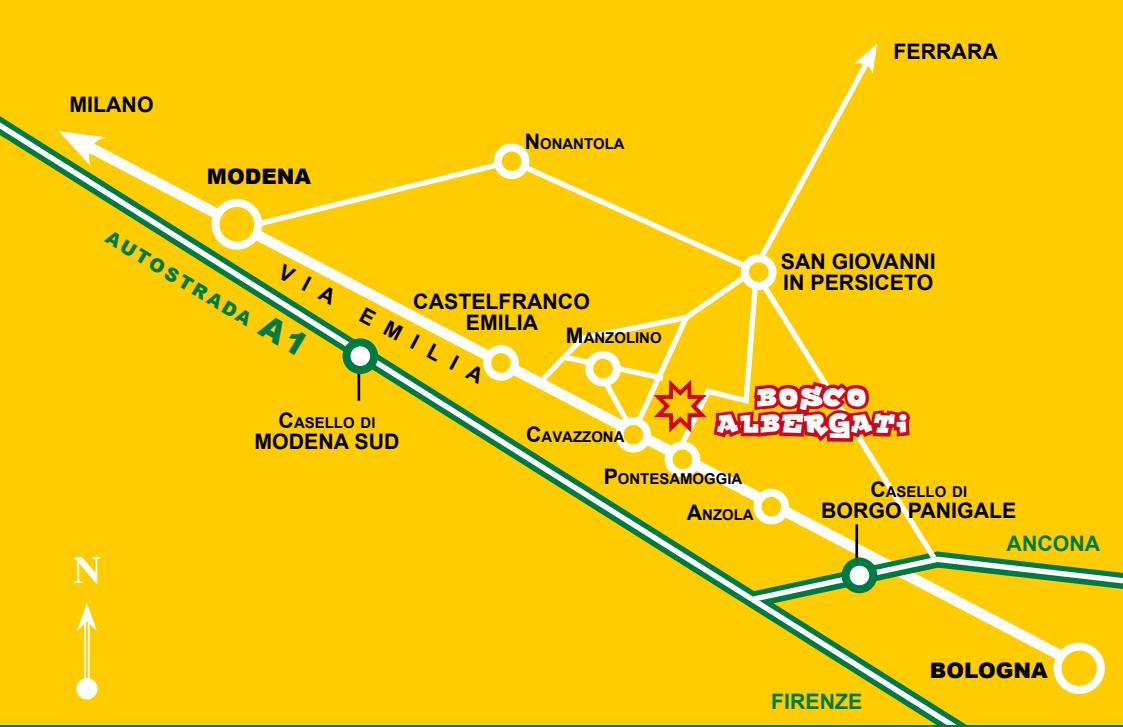 FERRARA
MILANO
NONANTOLA
MODENA
AUTOSTRADA A1
VIA EMILIA
SAN GIOVANNI
IN PERSICETO
CASTELFRANCO
EMILIA
MANZOLINO
BOSCO
ALBERGATi
CASELLO DI
MODENA SUD
CAVAZZONA
PONTESAMOGGIA
ANZOLA
CASELLO DI
BORGO PANIGALE
ANCONA
N
BOLOGNA
FIRENZE